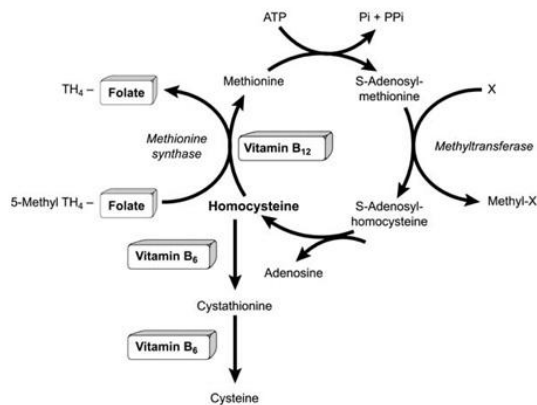 ATP
Pi + PPi
TH₄ – Folate
Methionine
S-Adenosyl-
methionine
X
Methionine
synthase
Vitamin B₁₂
Methyltransferase
5-Methyl TH₄ – Folate
Homocysteine
S-Adenosyl-
homocysteine
Methyl-X
Vitamin B₆
Adenosine
Cystathionine
Vitamin B₆
Cysteine